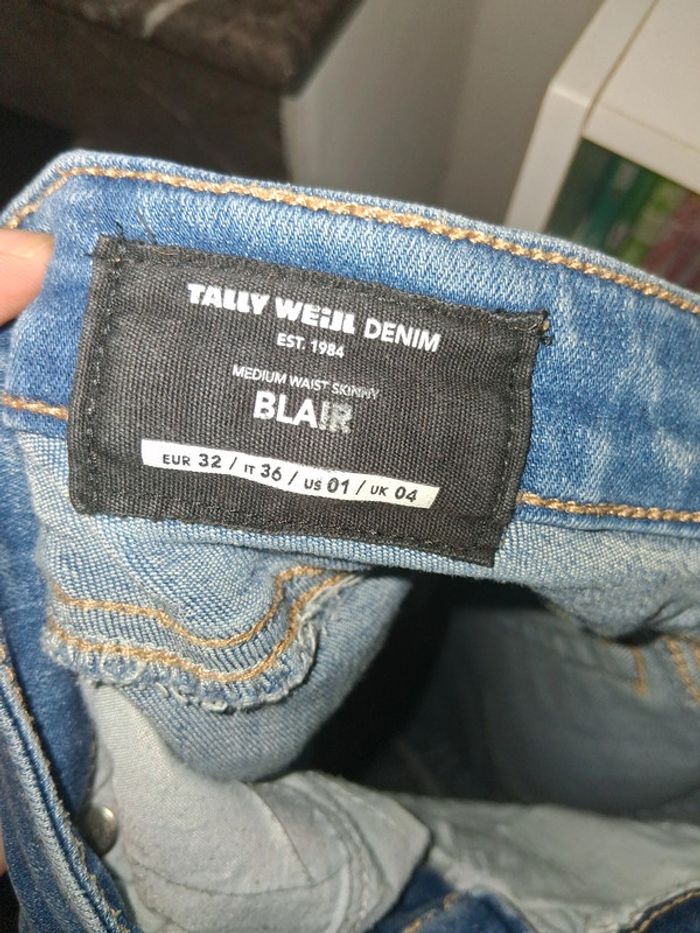 TALLY WEiJL DENIM
EST. 1984
MEDIUM WAIST SKINNY
BLAIR
EUR 32 / IT 36 / US 01 / UK 04